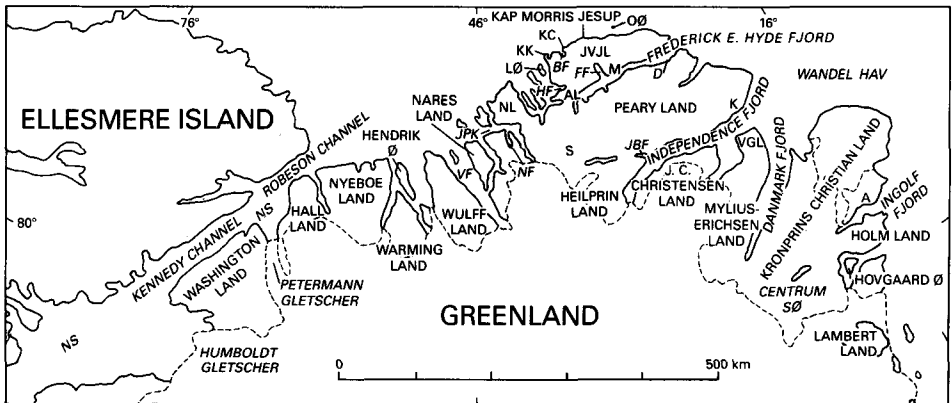 76°
46°
16°
KAP MORRIS JESUP
OØ
KC
KK
JVJL
FREDERICK E. HYDE FJORD
LØ
B
BF
FF
M
D
HF
AL
WANDEL HAV
ELLESMERE ISLAND
NARES
LAND
NL
PEARY LAND
K
HENDRIK
Ø
JPK
ROBESON CHANNEL
VF
NF
S
JBF
INDEPENDENCE FJORD
VGL
DANMARK FJORD
KRONPRINS CHRISTIAN LAND
80°
KENNEDY CHANNEL
NS
HALL
LAND
NYEBOE
LAND
WULFF
LAND
HEILPRIN
LAND
J. C.
CHRISTENSEN
LAND
MYLIUS-
ERICHSEN
LAND
A
INGOLF
FJORD
HOLM LAND
WASHINGTON
LAND
WARMING
LAND
PETERMANN
GLETSCHER
HOVGAARD Ø
CENTRUM
SØ
GREENLAND
NS
HUMBOLDT
GLETSCHER
LAMBERT
LAND
0
500 km